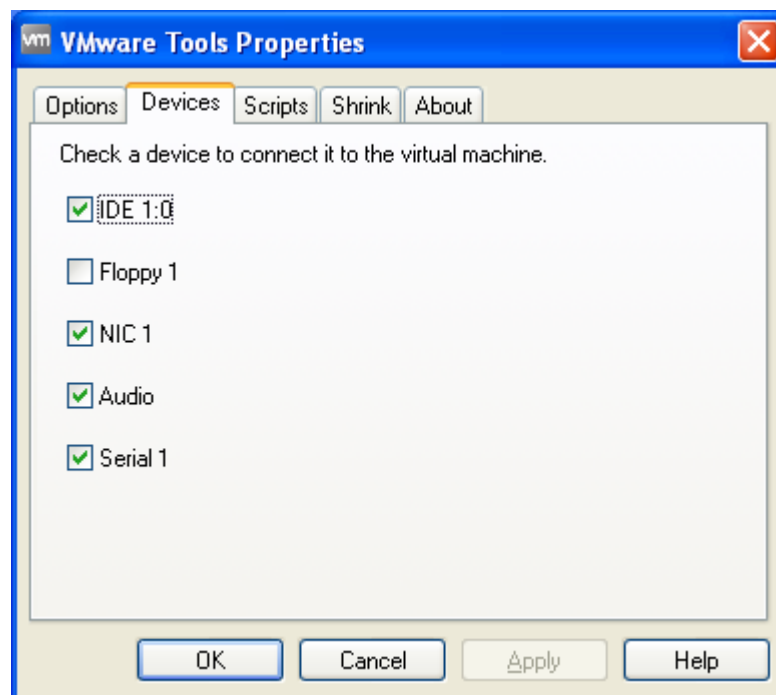 vm VMware Tools Properties
Options Devices Scripts Shrink About
Check a device to connect it to the virtual machine.
IDE 1:0
Floppy 1
NIC 1
Audio
Serial 1
OK Cancel Apply Help